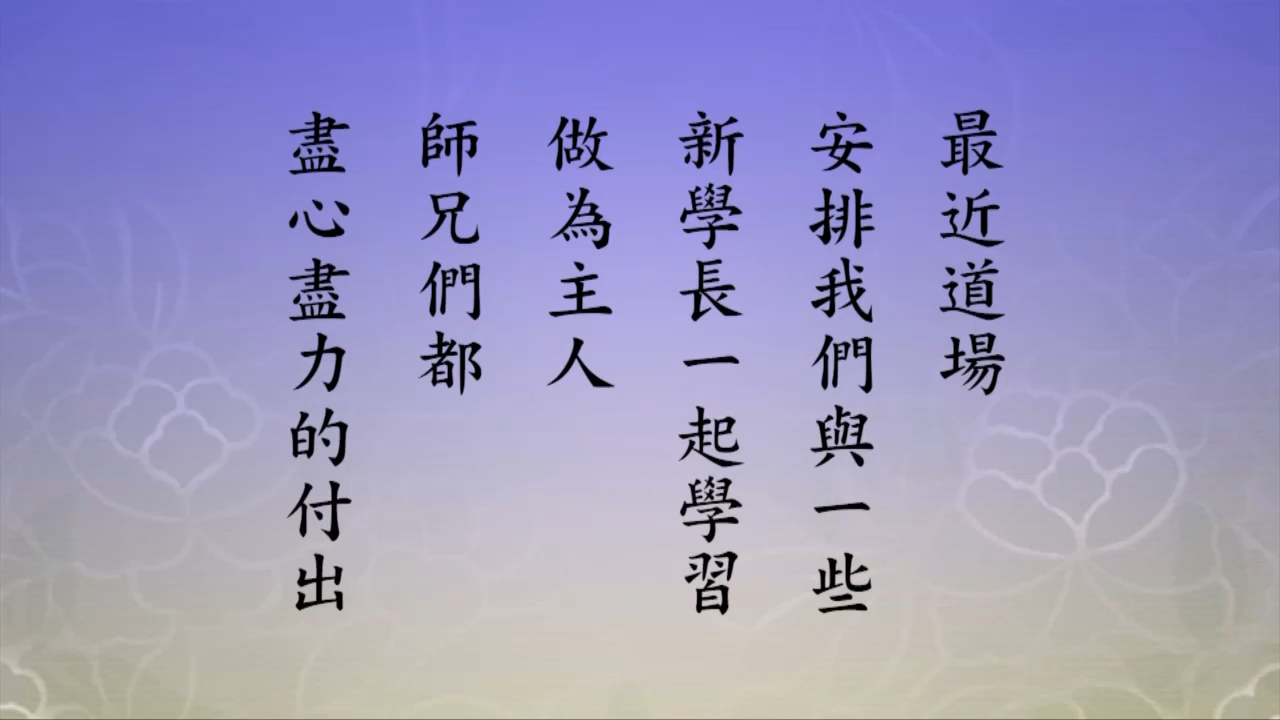 最近道場
安排我們與一些
新學長一起學習
做為主人
師兄們都
盡心盡力的付出